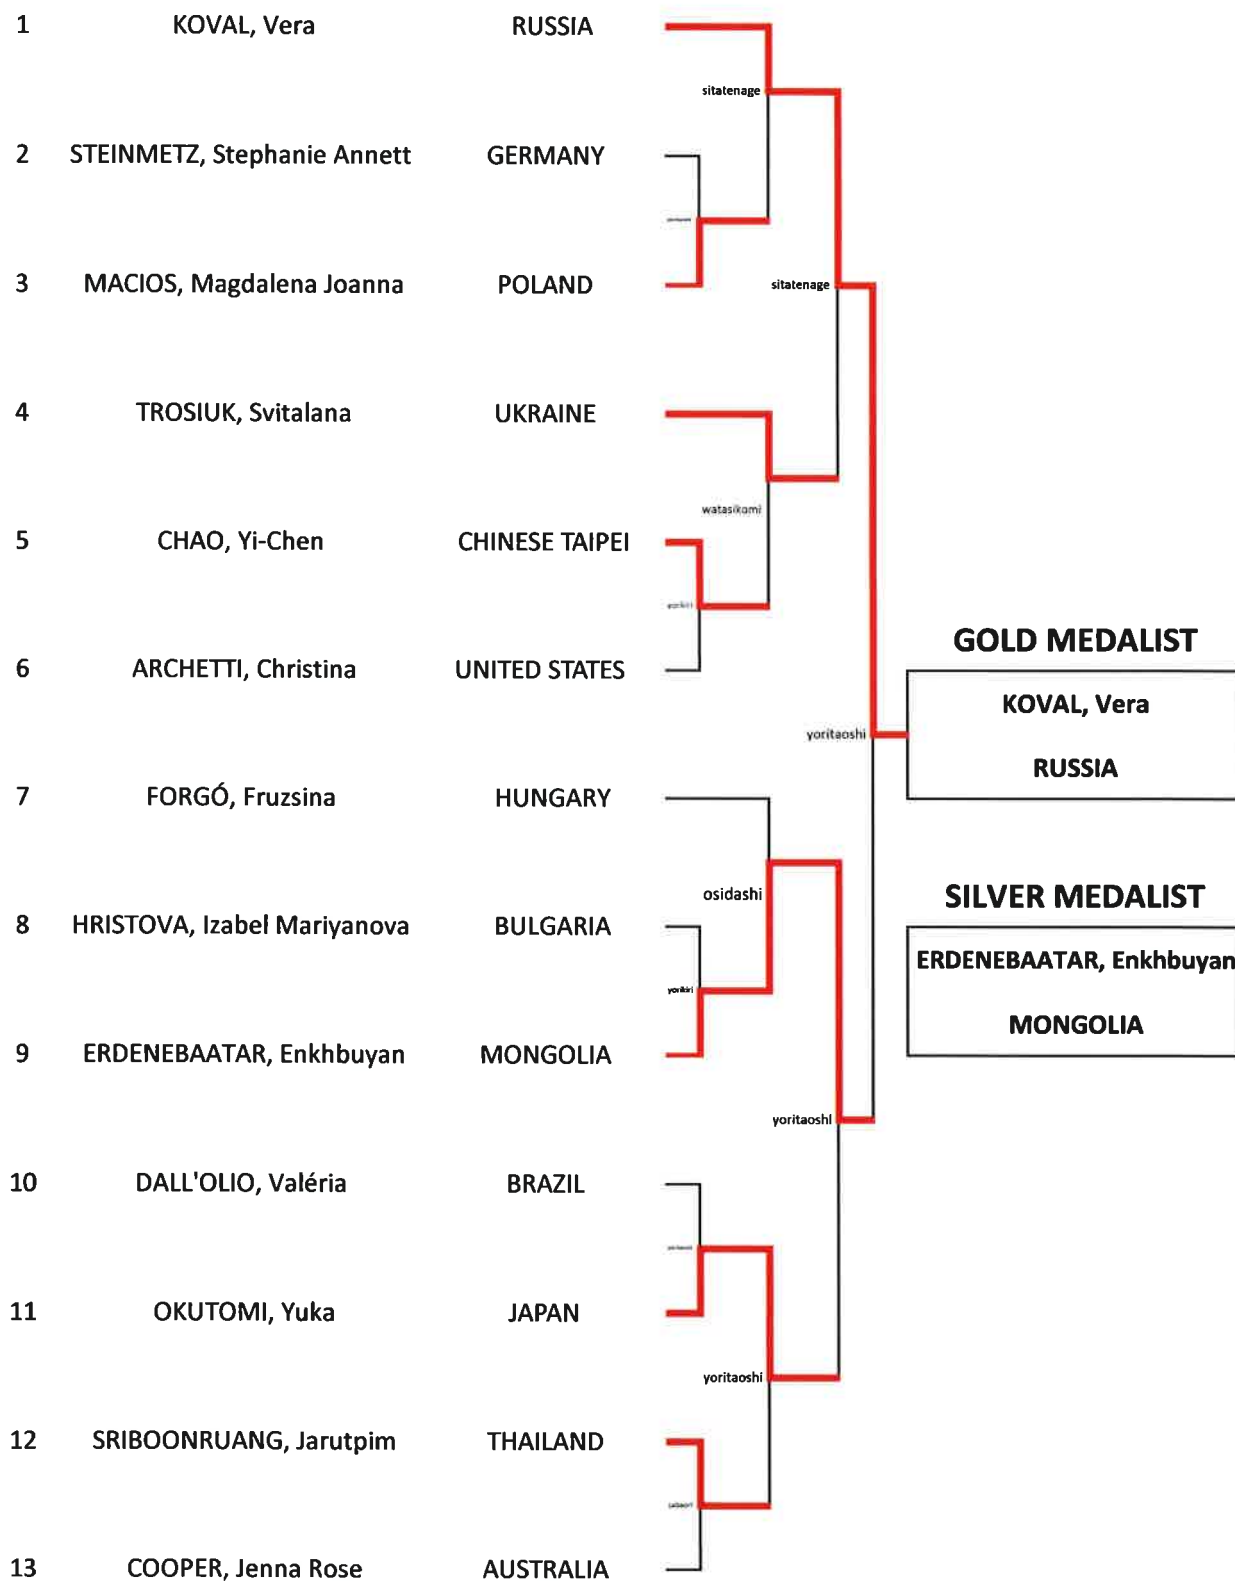 1 KOVAL, Vera RUSSIA
sitatenage
2 STEINMETZ, Stephanie Annett GERMANY
3 MACIOS, Magdalena Joanna POLAND
sitatenage
4 TROSIUK, Svitalana UKRAINE
watasikomi
5 CHAO, Yi-Chen CHINESE TAIPEI
yorikiri
6 ARCHETTI, Christina UNITED STATES
GOLD MEDALIST
KOVAL, Vera
yoritaoshi
RUSSIA
7 FORGÓ, Fruzsina HUNGARY
osidashi
SILVER MEDALIST
8 HRISTOVA, Izabel Mariyanova BULGARIA
ERDENEBAATAR, Enkhbuyan
yorikiri
MONGOLIA
9 ERDENEBAATAR, Enkhbuyan MONGOLIA
yoritaoshi
10 DALL'OLIO, Valéria BRAZIL
11 OKUTOMI, Yuka JAPAN
yoritaoshi
12 SRIBOONRUANG, Jarutpim THAILAND
13 COOPER, Jenna Rose AUSTRALIA